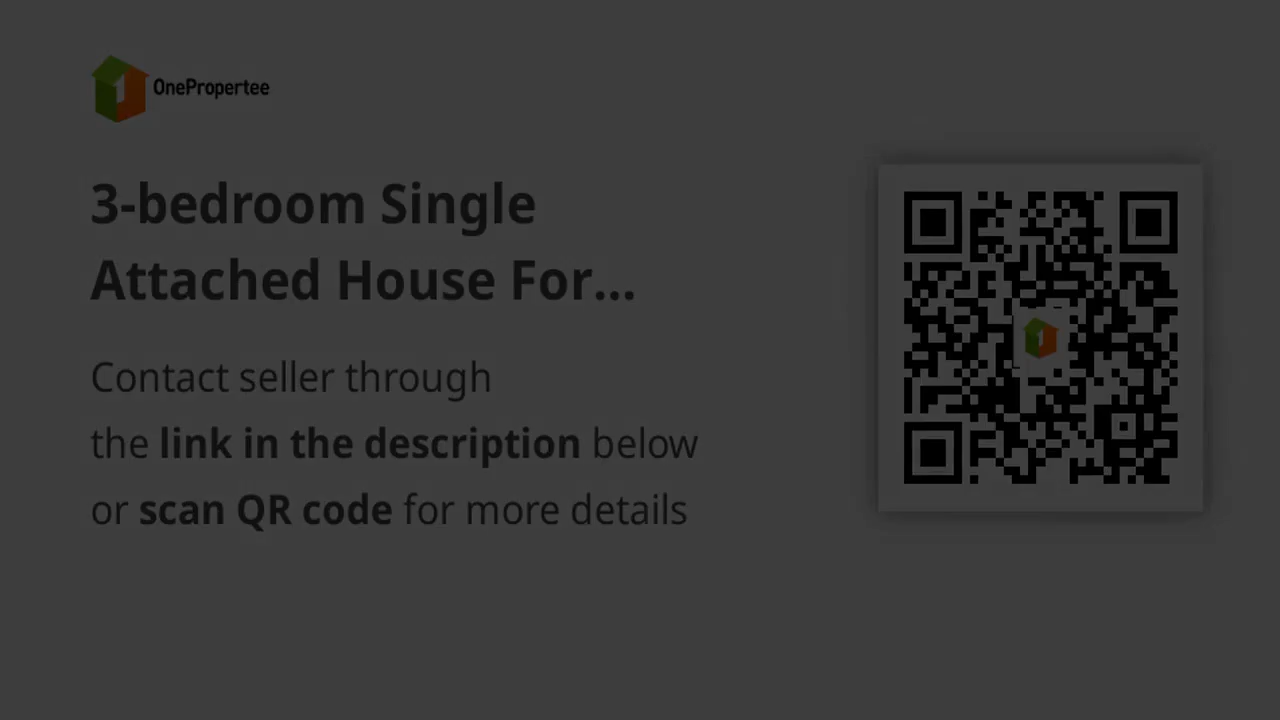 OnePropertee
3-bedroom Single
Attached House For...
Contact seller through
the link in the description below
or scan QR code for more details